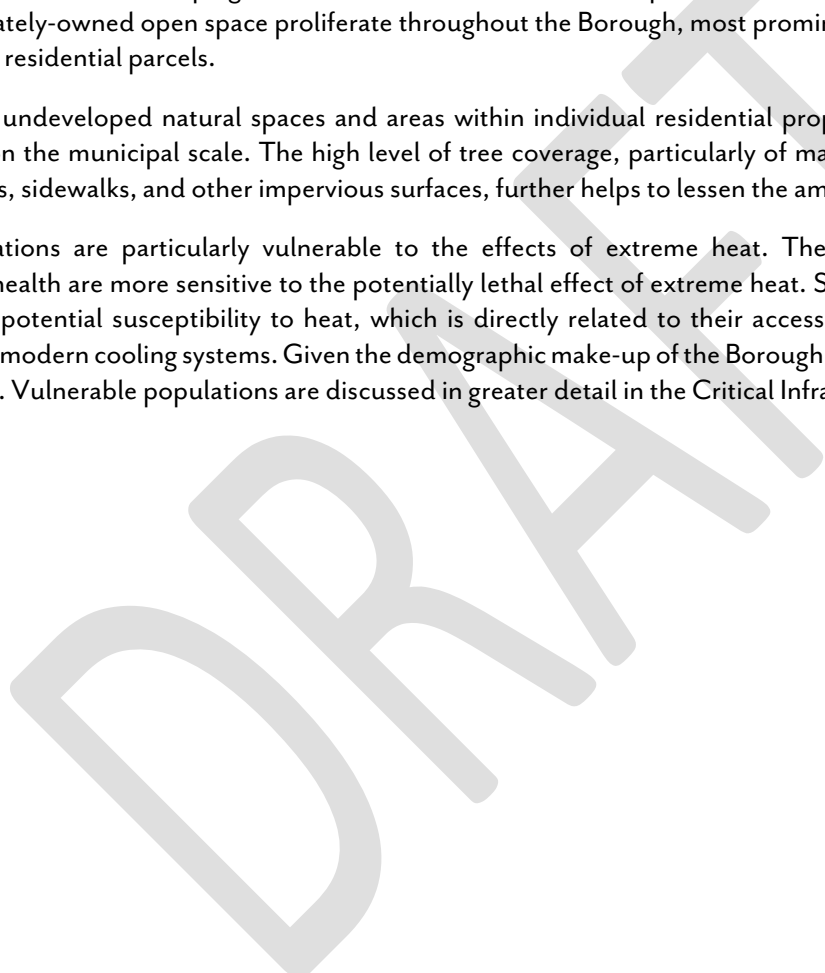 ately-owned open space proliferate throughout the Borough, most promin
residential parcels.
undeveloped natural spaces and areas within individual residential prop
n the municipal scale. The high level of tree coverage, particularly of ma
s, sidewalks, and other impervious surfaces, further helps to lessen the am
ations are particularly vulnerable to the effects of extreme heat. The
health are more sensitive to the potentially lethal effect of extreme heat. S
potential susceptibility to heat, which is directly related to their access
modern cooling systems. Given the demographic make-up of the Borough
. Vulnerable populations are discussed in greater detail in the Critical Infra
DRAFT